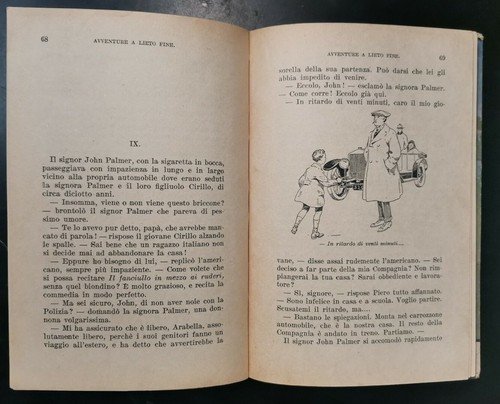 68
AVVENTURE A LIETO FINE.
IX.
Il signor John Palmer, con la sigaretta in bocca,
passeggiava con impazienza in lungo e in largo
vicino alla propria automobile dove erano seduti
la signora Palmer e il loro figliuolo Cirillo, di
circa diciotto anni.
— Insomma, viene o non viene questo briccone?
— brontolò il signor Palmer che pareva di pes-
simo umore.
— Te lo avevo pur detto, papà, che avrebbe man-
cato di parola! — rispose il giovane Cirillo alzando
le spalle. — Sai bene che un ragazzo italiano non
si decide mai ad abbandonare la casa!
— Eppure ho bisogno di lui, — replicò l'ameri-
cano, sempre più impaziente. — Come volete che
si possa recitare Il fanciullo in mezzo ai ruderi,
senza quel biondino? È molto grazioso, e recita la
commedia in modo perfetto.
— Ma sei sicuro, John, di non aver noie con la
Polizia? — domandò la signora Palmer, una don-
nona volgarissima.
— Mi ha assicurato che è libero, Arabella, asso-
lutamente libero, perchè i suoi genitori fanno un
viaggio all'estero, e ha detto che avvertirebbe la
AVVENTURE A LIETO FINE.
69
sorella della sua partenza. Può darsi che lei gli
abbia impedito di venire.
— Eccolo, John! — esclamò la signora Palmer.
— Come corre! Eccolo già qui.
— In ritardo di venti minuti, caro il mio gio-
— In ritardo di venti minuti....
vane, — disse assai rudemente l'americano. — Sei
deciso a far parte della mia Compagnia? Non rim-
piangerai la tua casa? Sarai obbediente e lavora-
tore?
— Sì, signore, — rispose Piero tutto affannato.
— Sono infelice in casa e a scuola. Voglio partire.
Scusatemi il ritardo, ma....
— Bastano le spiegazioni. Monta nel carrozzone
automobile, che è la nostra casa. Il resto della
Compagnia è andato in treno. Partiamo. —
Il signor John Palmer si accomodò rapidamente